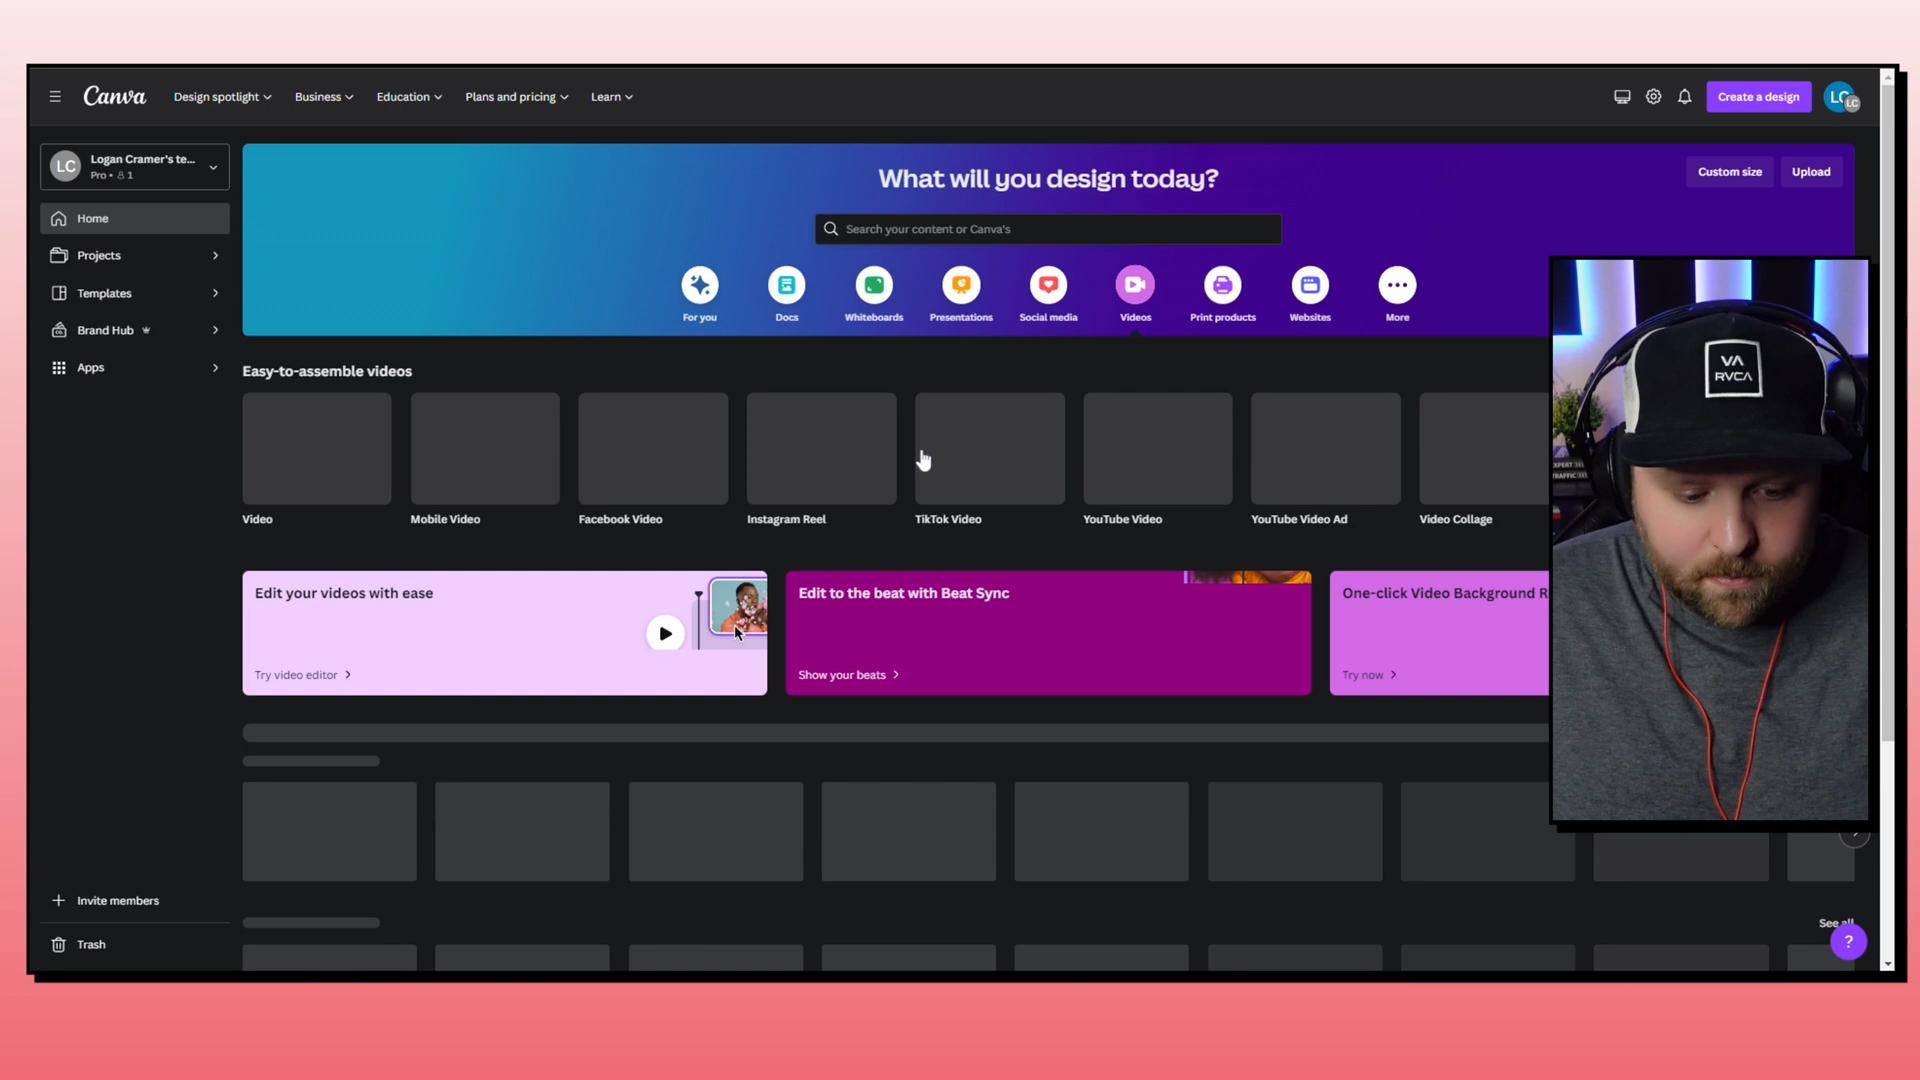 Canva
Design spotlight
Business
Education
Plans and pricing
Learn
Create a design
LC
LC
LC
Logan Cramer's te...
Pro • 1
Home
Projects
Templates
Brand Hub
Apps
Invite members
Trash
What will you design today?
Custom size
Upload
Search your content or Canva's
For you
Docs
Whiteboards
Presentations
Social media
Videos
Print products
Websites
More
Easy-to-assemble videos
Video
Mobile Video
Facebook Video
Instagram Reel
TikTok Video
YouTube Video
YouTube Video Ad
Video Collage
Edit your videos with ease
Try video editor
Edit to the beat with Beat Sync
Show your beats
One-click Video Background R
Try now
See all
?
VA
RVCA
EXPERT
TRAFFIC